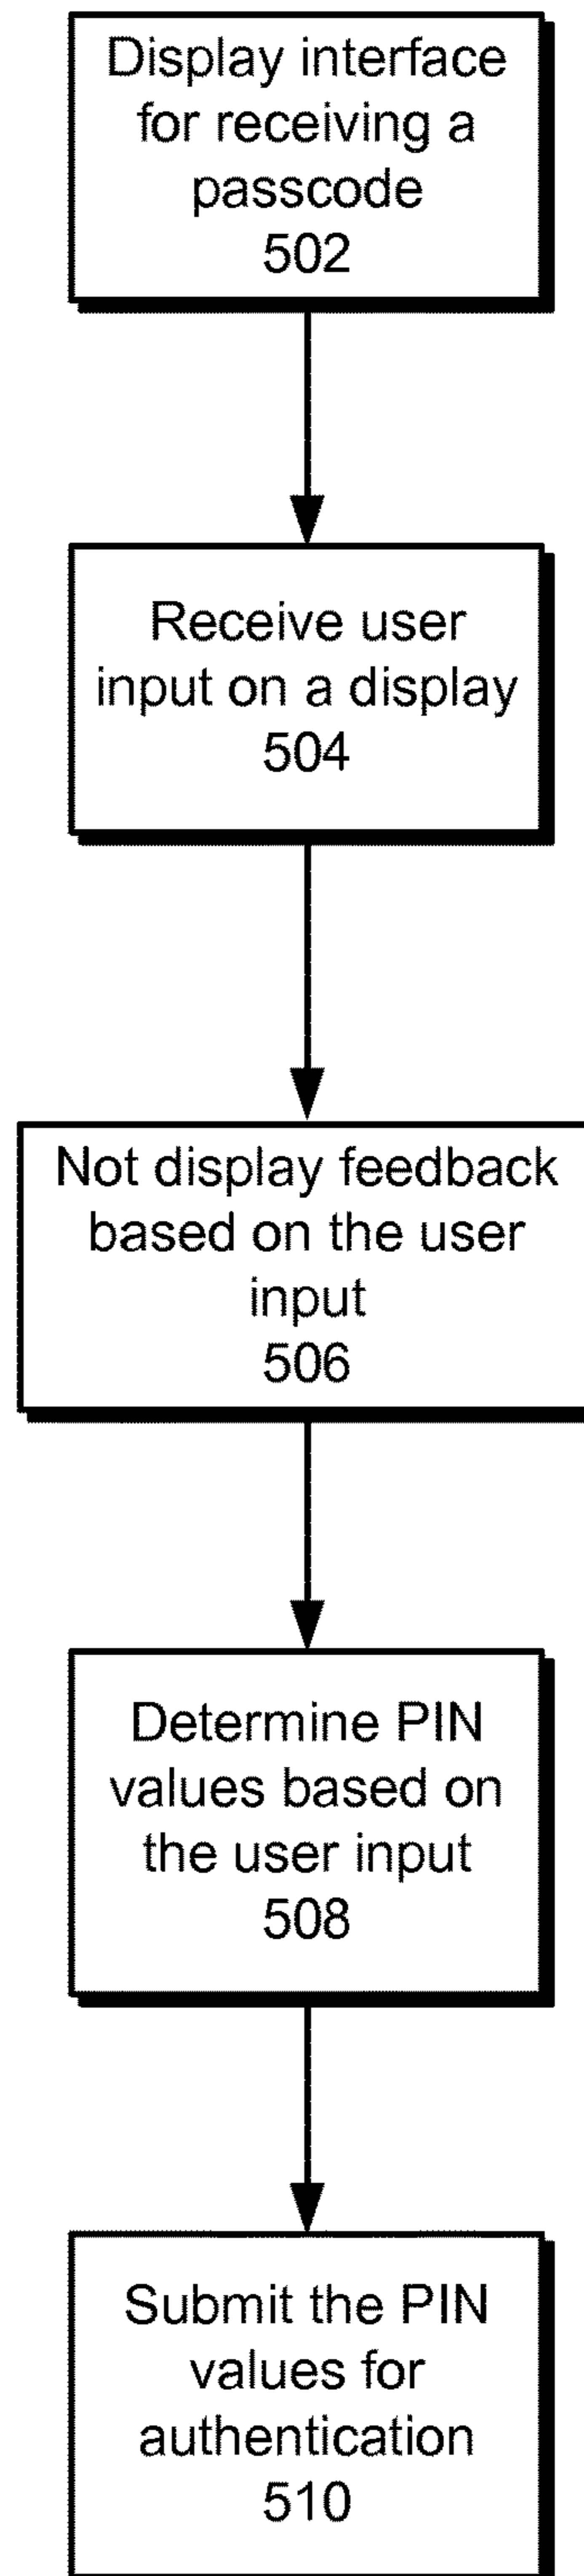 Display interface
for receiving a
passcode
502
Receive user
input on a display
504
Not display feedback
based on the user
input
506
Determine PIN
values based on
the user input
508
Submit the PIN
values for
authentication
510